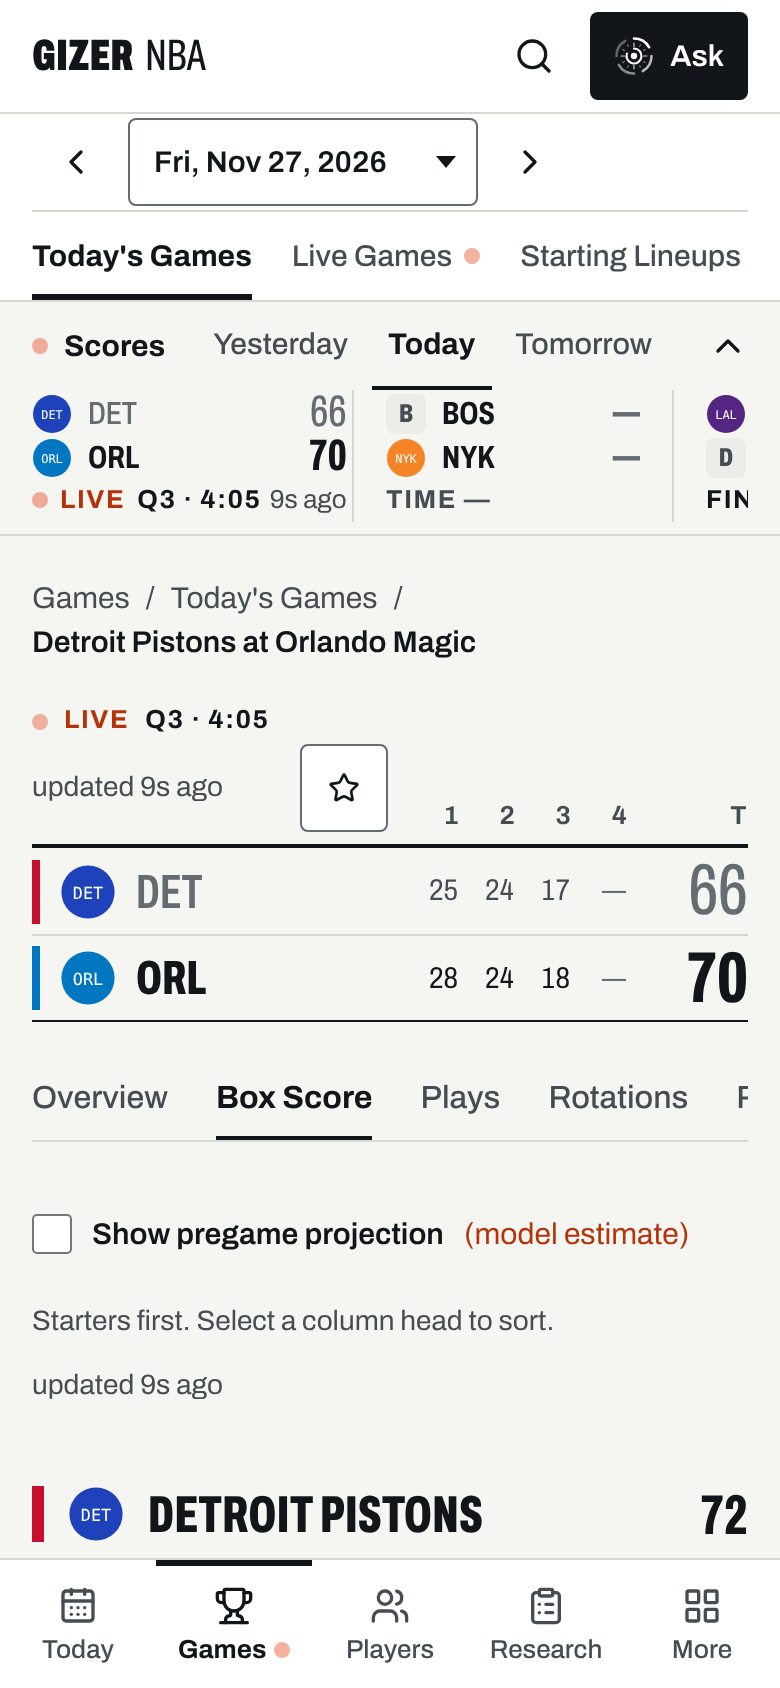 GIZER NBA
Ask
Fri, Nov 27, 2026
Today's Games Live Games Starting Lineups
Scores Yesterday Today Tomorrow
DET DET 66
ORL ORL 70
LIVE Q3 · 4:05 9s ago
B BOS —
NYK NYK —
TIME —
LAL
D
FIN
Games / Today's Games /
Detroit Pistons at Orlando Magic
LIVE Q3 · 4:05
updated 9s ago
1 2 3 4 T
DET DET 25 24 17 — 66
ORL ORL 28 24 18 — 70
Overview Box Score Plays Rotations
Show pregame projection (model estimate)
Starters first. Select a column head to sort.
updated 9s ago
DET DETROIT PISTONS 72
Today Games Players Research More